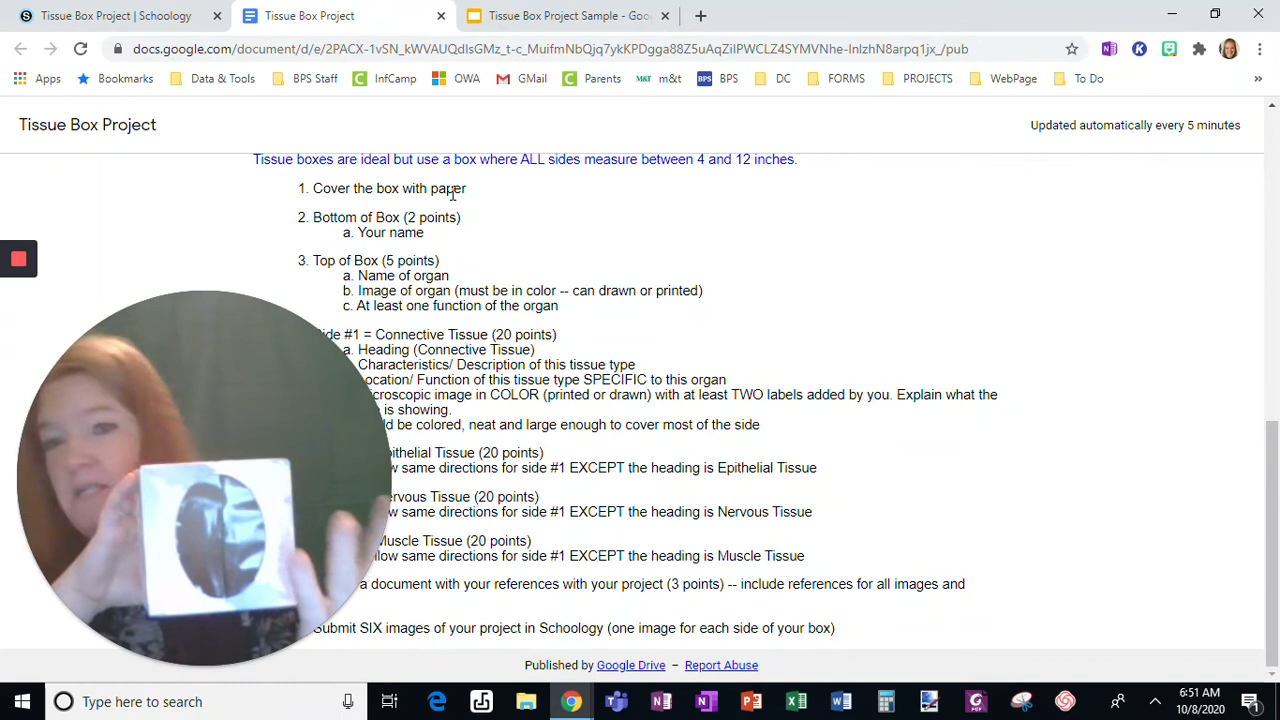 Tissue Box Project | Schoology
Tissue Box Project
Tissue Box Project Sample - Goo
docs.google.com/document/d/e/2PACX-1vSN_kWVAUQdIsGMz_t-c_MuifmNbQjq7ykKPDgga88Z5uAqZiIPWCLZ4SYMVNhe-lnIzhN8arpq1jx_/pub
Apps Bookmarks Data & Tools BPS Staff InfCamp OWA GMail Parents m&t BPS DC FORMS PROJECTS WebPage To Do
Tissue Box Project
Updated automatically every 5 minutes
Tissue boxes are ideal but use a box where ALL sides measure between 4 and 12 inches.
1. Cover the box with paper
2. Bottom of Box (2 points)
a. Your name
3. Top of Box (5 points)
a. Name of organ
b. Image of organ (must be in color -- can drawn or printed)
c. At least one function of the organ
#1 = Connective Tissue (20 points)
a. Heading (Connective Tissue)
Characteristics/ Description of this tissue type
Function of this tissue type SPECIFIC to this organ
image in COLOR (printed or drawn) with at least TWO labels added by you. Explain what the
is showing.
be colored, neat and large enough to cover most of the side
Tissue (20 points)
same directions for side #1 EXCEPT the heading is Epithelial Tissue
Tissue (20 points)
same directions for side #1 EXCEPT the heading is Nervous Tissue
Muscle Tissue (20 points)
same directions for side #1 EXCEPT the heading is Muscle Tissue
a document with your references with your project (3 points) -- include references for all images and
Submit SIX images of your project in Schoology (one image for each side of your box)
Published by Google Drive – Report Abuse
Type here to search
6:51 AM
10/8/2020